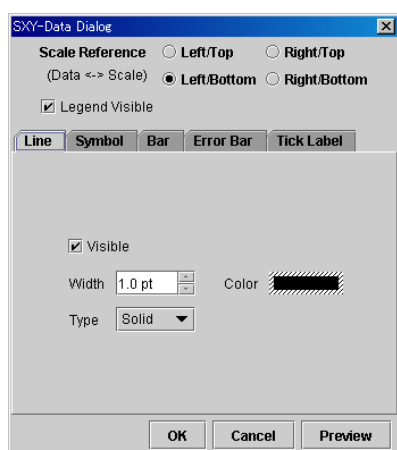 SXY-Data Dialog
Scale Reference Left/Top Right/Top
(Data <-> Scale) Left/Bottom Right/Bottom
Legend Visible
Line Symbol Bar Error Bar Tick Label
Visible
Width 1.0 pt Color
Type Solid
OK Cancel Preview